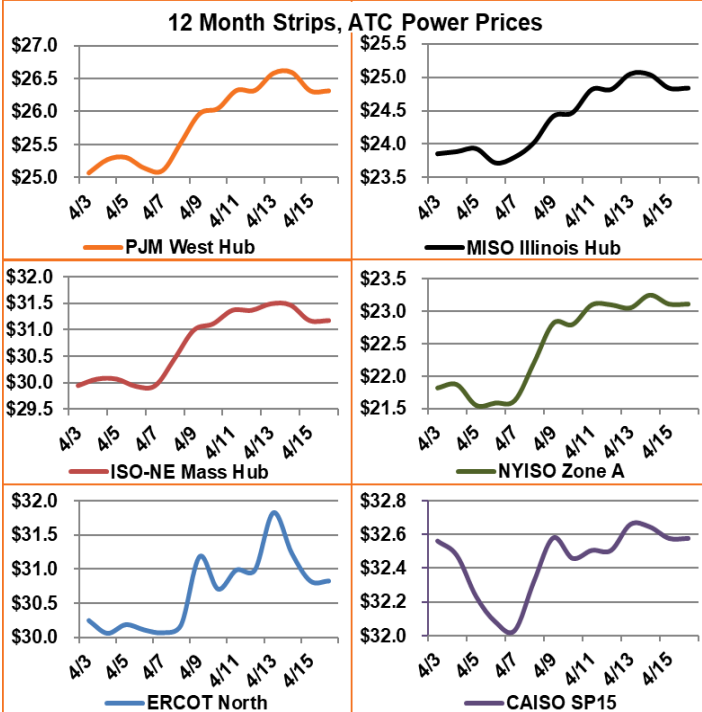 12 Month Strips, ATC Power Prices
$27.0
$26.5
$26.0
$25.5
$25.0
4/3 4/5 4/7 4/9 4/11 4/13 4/15
PJM West Hub
$25.5
$25.0
$24.5
$24.0
$23.5
4/3 4/5 4/7 4/9 4/11 4/13 4/15
MISO Illinois Hub
$32.0
$31.5
$31.0
$30.5
$30.0
$29.5
4/3 4/5 4/7 4/9 4/11 4/13 4/15
ISO-NE Mass Hub
$23.5
$23.0
$22.5
$22.0
$21.5
4/3 4/5 4/7 4/9 4/11 4/13 4/15
NYISO Zone A
$32.0
$31.5
$31.0
$30.5
$30.0
4/3 4/5 4/7 4/9 4/11 4/13 4/15
ERCOT North
$32.8
$32.6
$32.4
$32.2
$32.0
4/3 4/5 4/7 4/9 4/11 4/13 4/15
CAISO SP15